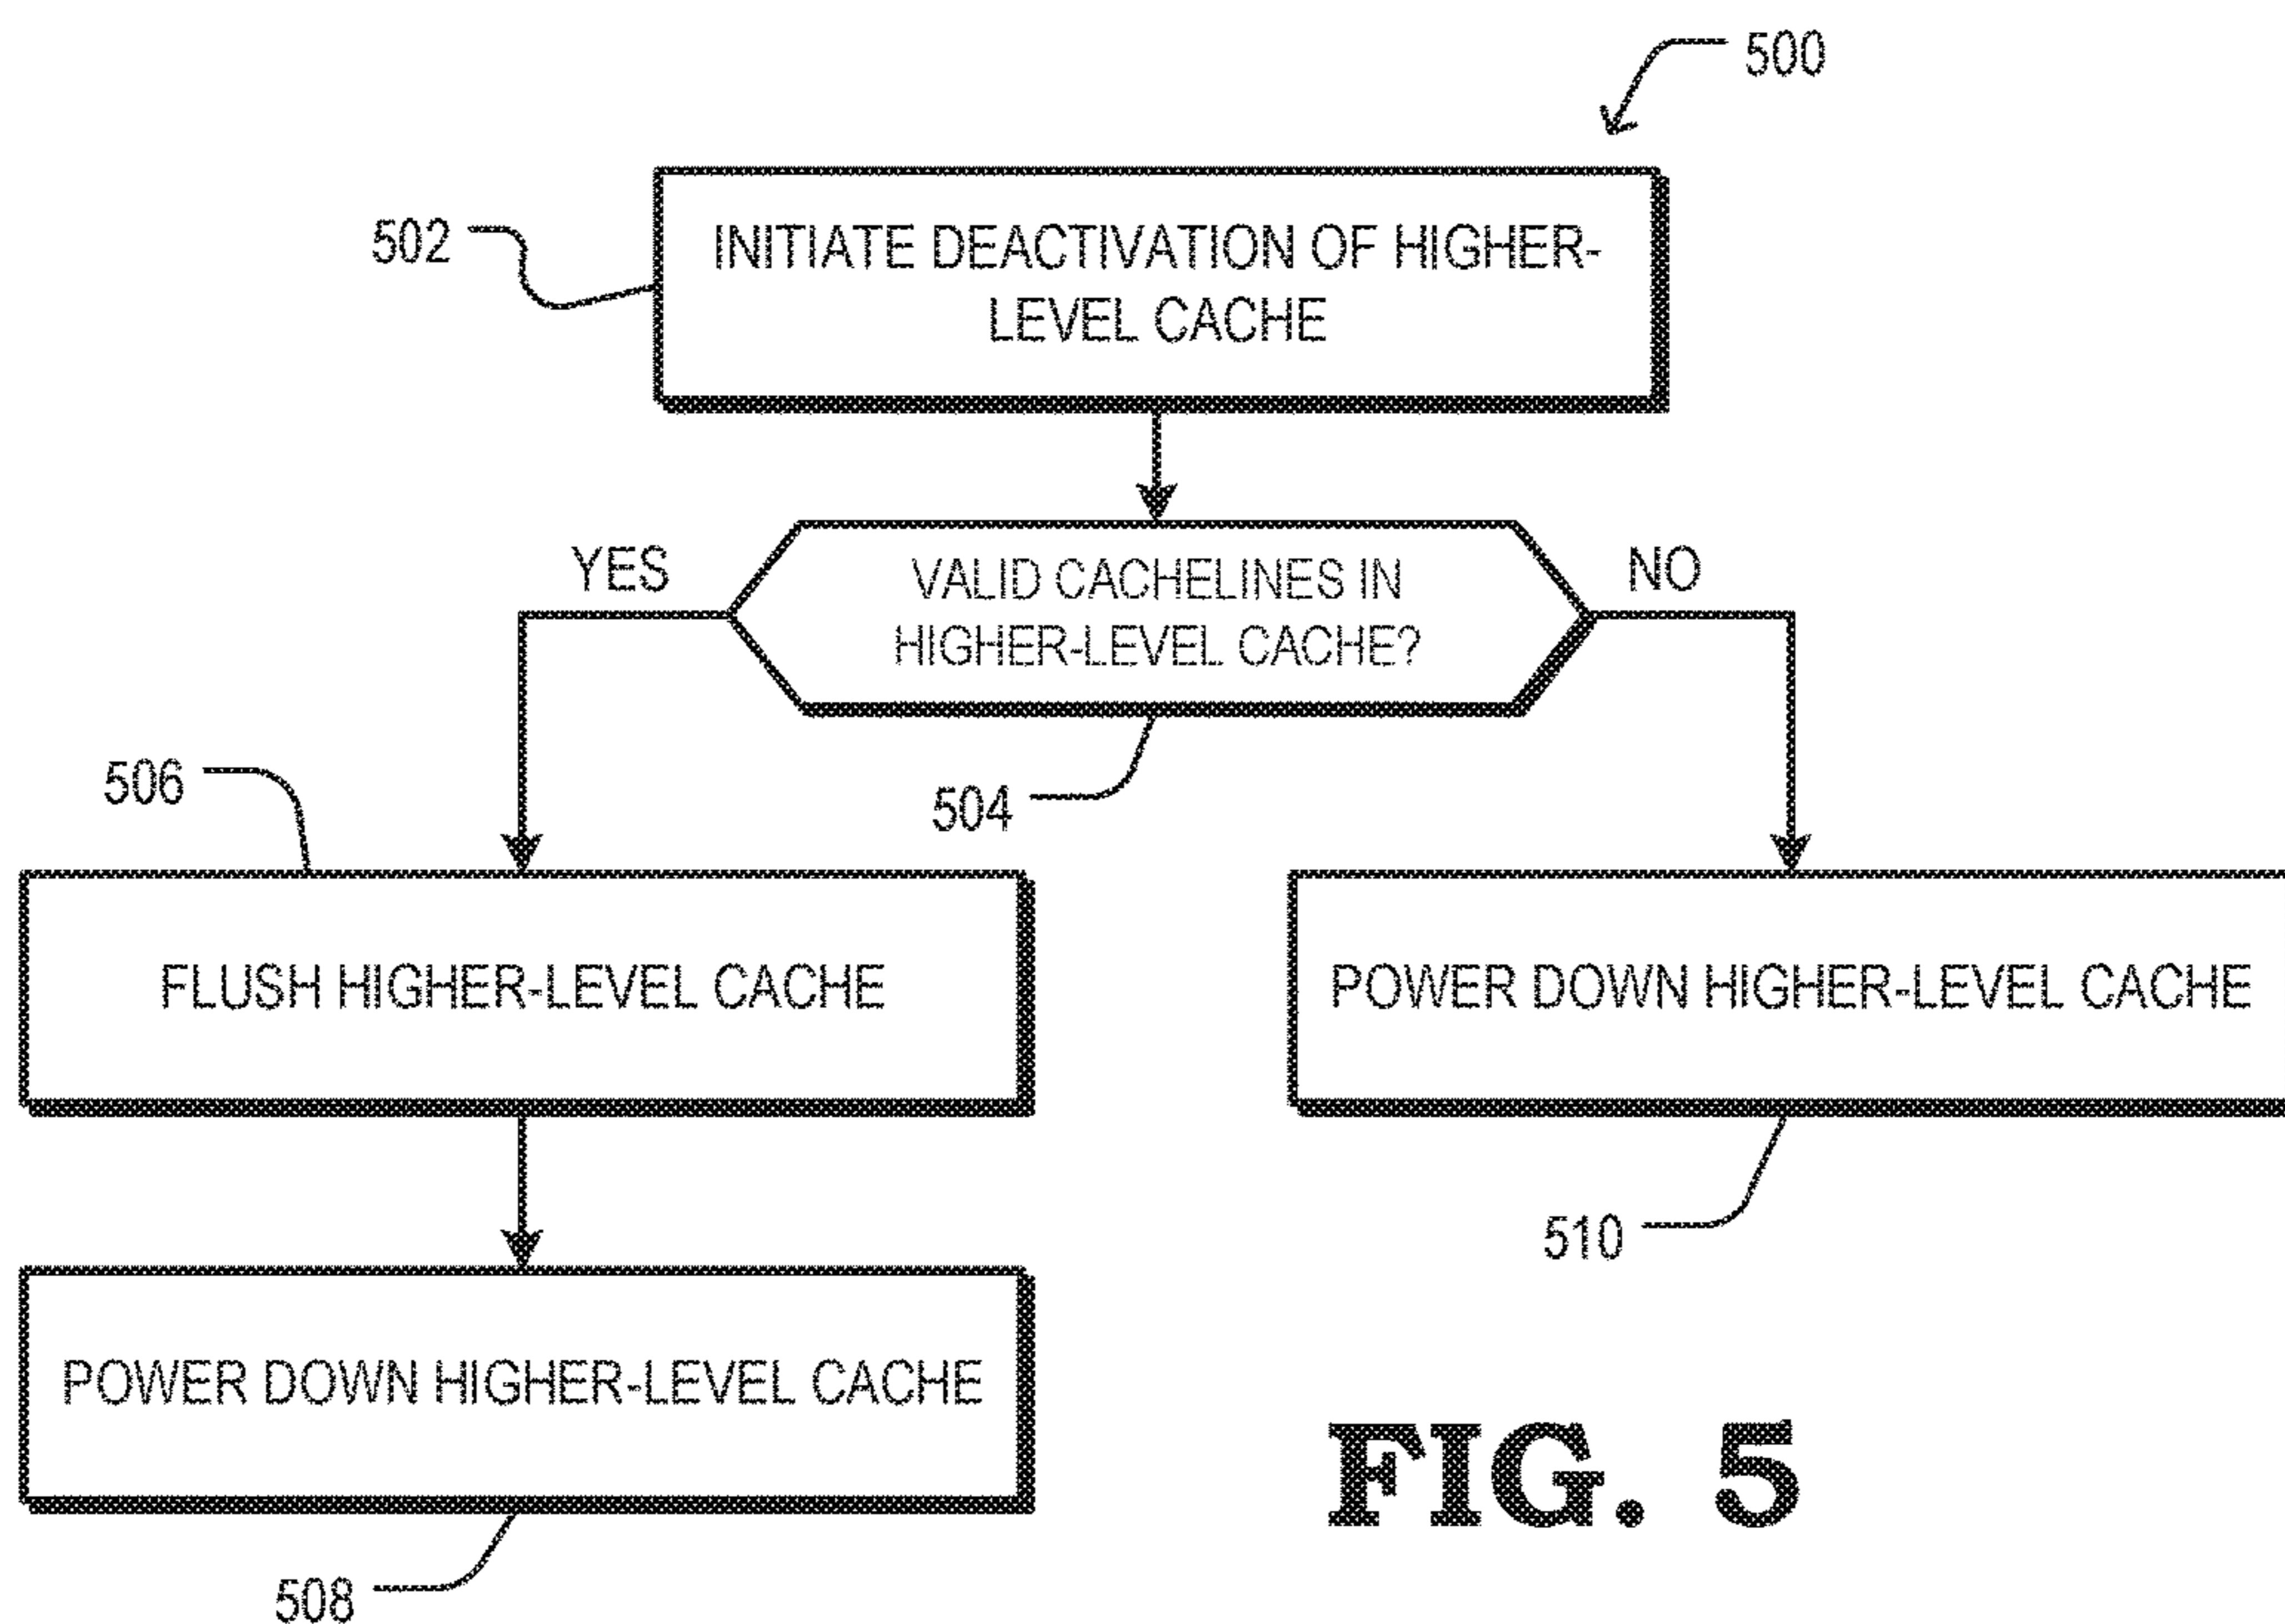 500
502
INITIATE DEACTIVATION OF HIGHER-
LEVEL CACHE
YES
VALID CACHELINES IN
HIGHER-LEVEL CACHE?
NO
506
504
FLUSH HIGHER-LEVEL CACHE
POWER DOWN HIGHER-LEVEL CACHE
510
POWER DOWN HIGHER-LEVEL CACHE
508
FIG. 5